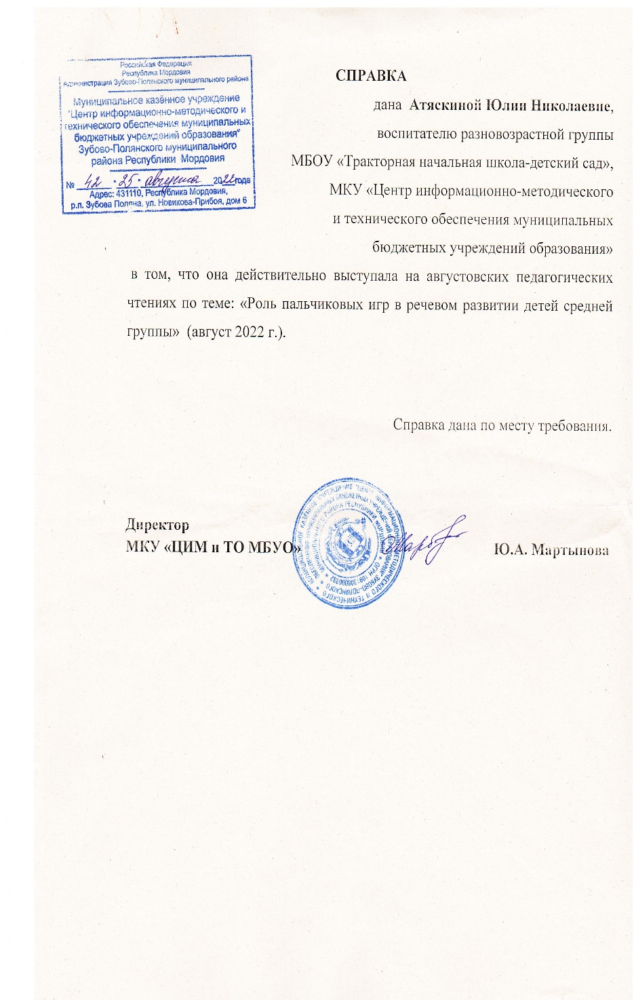 Российская Федерация
Республика Мордовия
Администрация Зубово-Полянского муниципального района
Муниципальное казённое учреждение
"Центр информационно-методического и
технического обеспечения муниципальных
бюджетных учреждений образования"
Зубово-Полянского муниципального
района Республики Мордовия
№ 42 "25" августа 2022 года
Адрес: 431110, Республика Мордовия,
р.п. Зубова Поляна, ул. Новикова-Прибоя, дом 6
СПРАВКА
дана Атяскиной Юлии Николаевне,
воспитателю разновозрастной группы
МБОУ «Тракторная начальная школа-детский сад»,
МКУ «Центр информационно-методического
и технического обеспечения муниципальных
бюджетных учреждений образования»
в том, что она действительно выступала на августовских педагогических
чтениях по теме: «Роль пальчиковых игр в речевом развитии детей средней
группы» (август 2022 г.).
Справка дана по месту требования.
Директор
МКУ «ЦИМ и ТО МБУО»
Ю.А. Мартынова